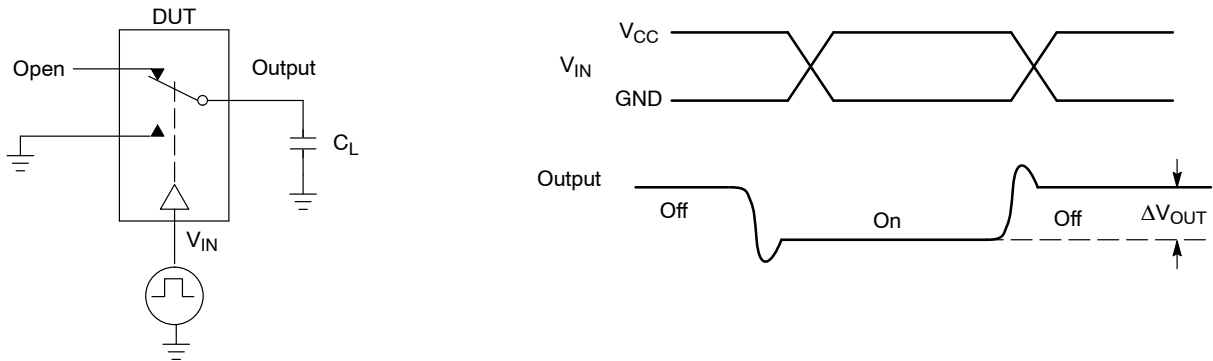 DUT
Open
Output
C_L
V_IN
V_CC
V_IN
GND
Output
Off
On
Off
ΔV_OUT